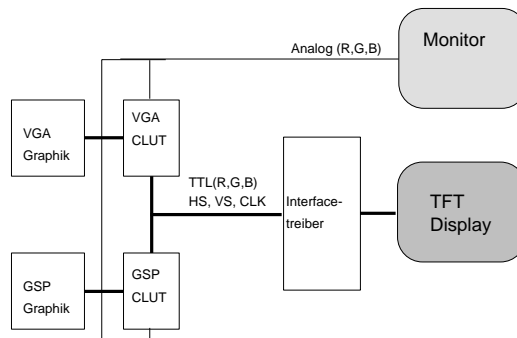 Analog (R,G,B)
Monitor
VGA
Graphik
VGA
CLUT
TTL(R,G,B)
HS, VS, CLK
Interface-
treiber
TFT
Display
GSP
Graphik
GSP
CLUT